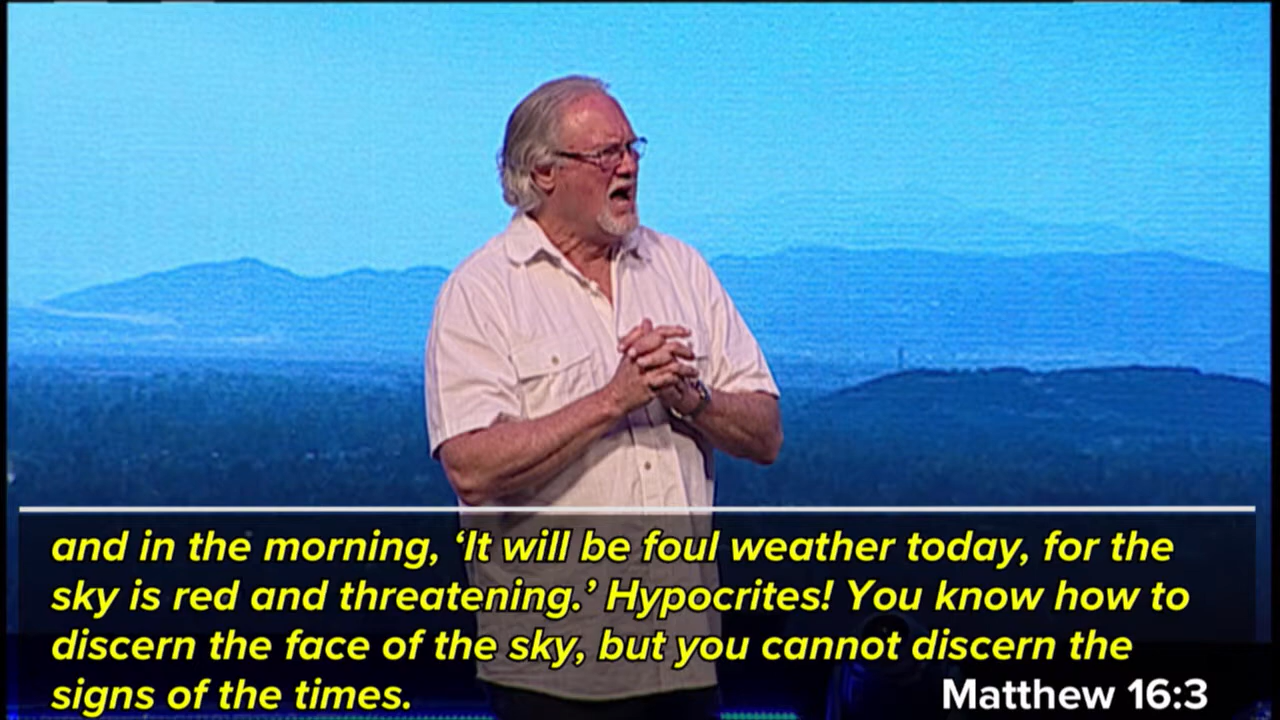 and in the morning, ‘It will be foul weather today, for the
sky is red and threatening.’ Hypocrites! You know how to
discern the face of the sky, but you cannot discern the
signs of the times.
Matthew 16:3